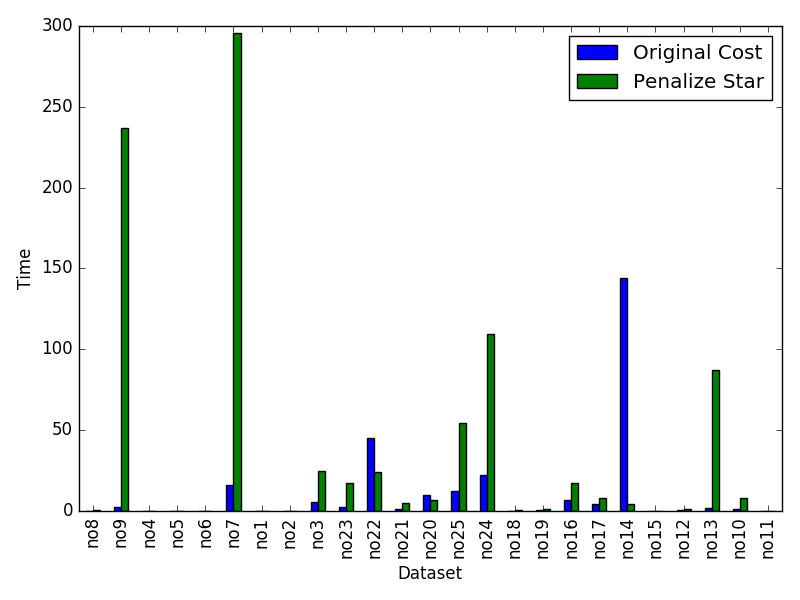 Original Cost
Penalize Star
300
250
200
150
100
50
0
Time
no8
no9
no4
no5
no6
no7
no1
no2
no3
no23
no22
no21
no20
no25
no24
no18
no19
no16
no17
no14
no15
no12
no13
no10
no11
Dataset